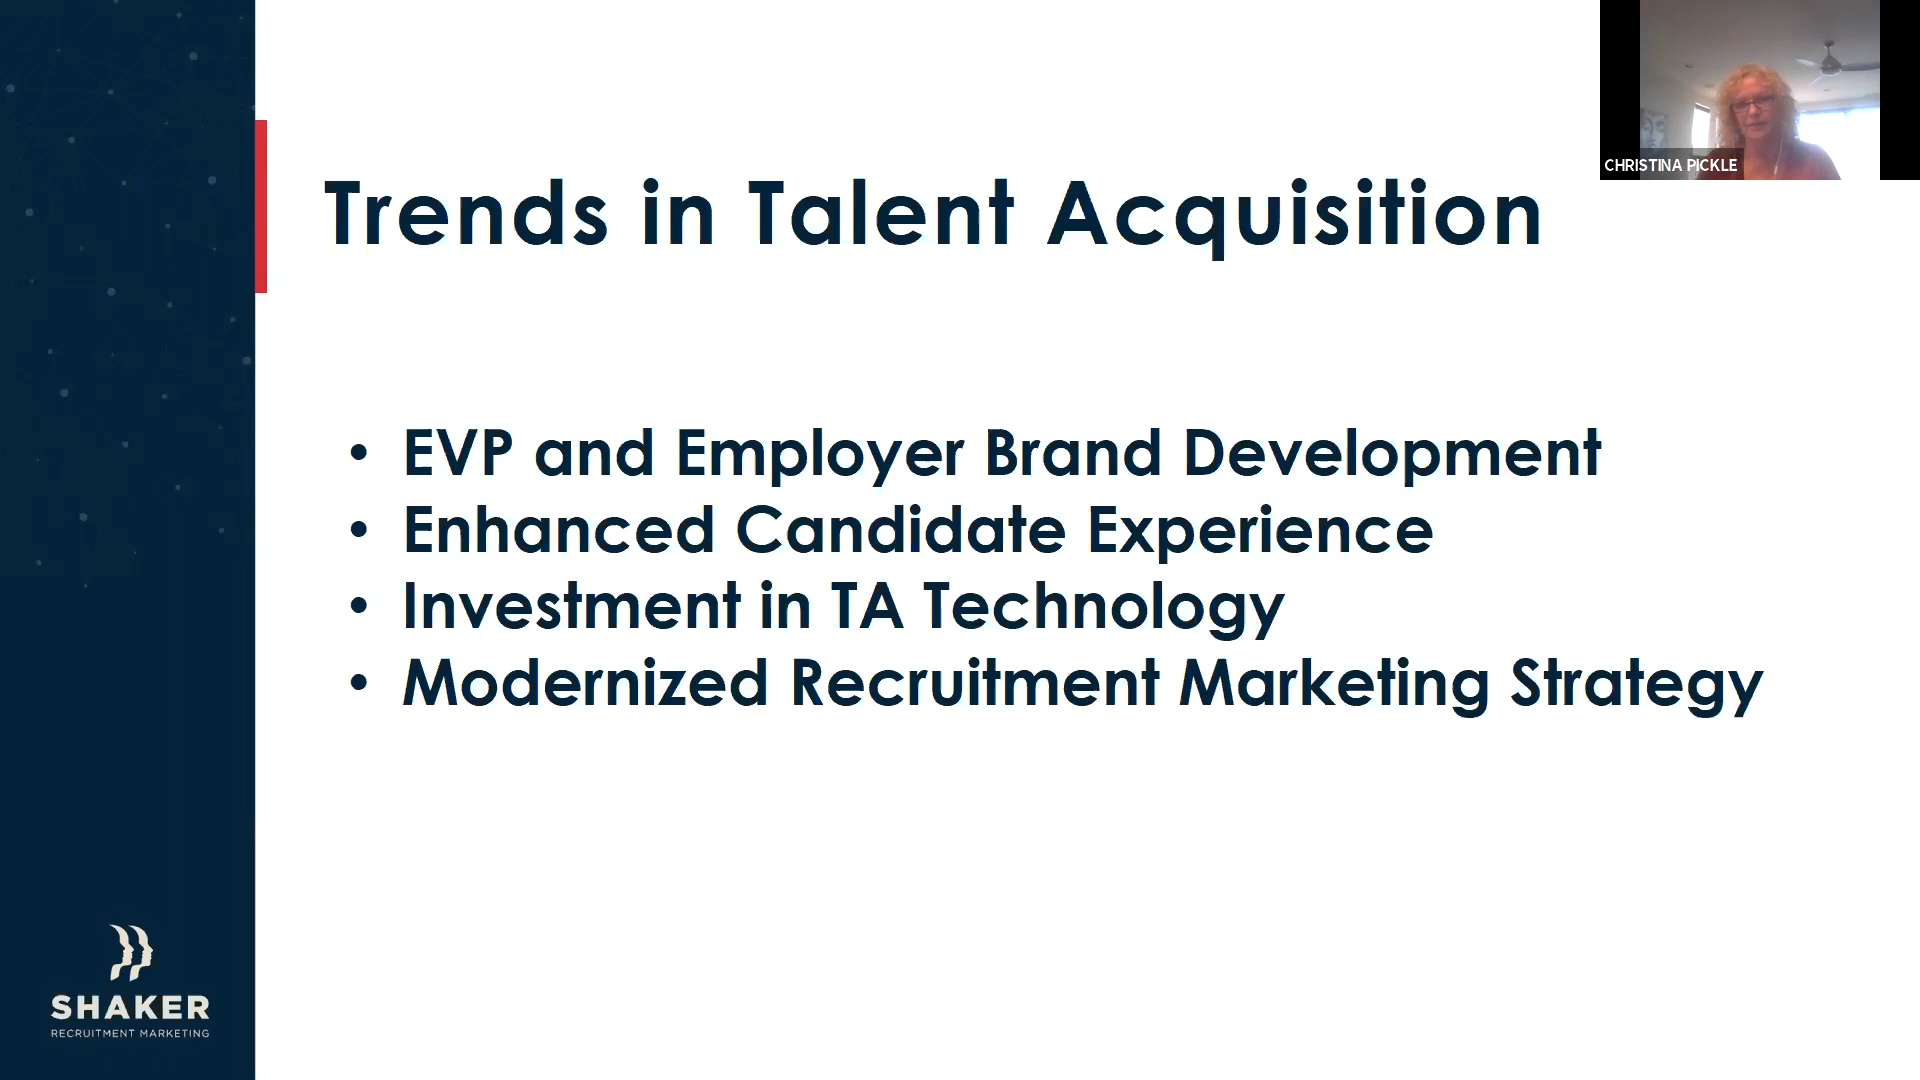 CHRISTINA PICKLE
Trends in Talent Acquisition
• EVP and Employer Brand Development
• Enhanced Candidate Experience
• Investment in TA Technology
• Modernized Recruitment Marketing Strategy
SHAKER
RECRUITMENT MARKETING